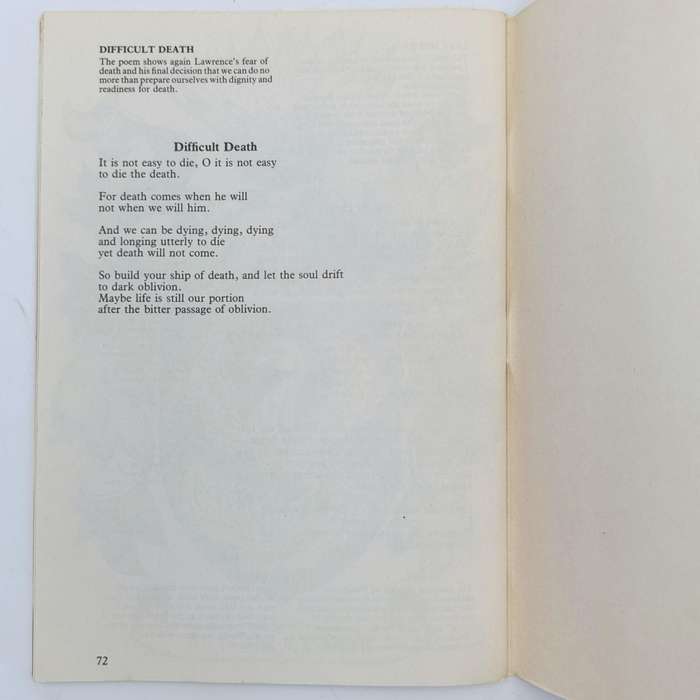 DIFFICULT DEATH
The poem shows again Lawrence's fear of
death and his final decision that we can do no
more than prepare ourselves with dignity and
readiness for death.
Difficult Death
It is not easy to die, O it is not easy
to die the death.
For death comes when he will
not when we will him.
And we can be dying, dying, dying
and longing utterly to die
yet death will not come.
So build your ship of death, and let the soul drift
to dark oblivion.
Maybe life is still our portion
after the bitter passage of oblivion.
72